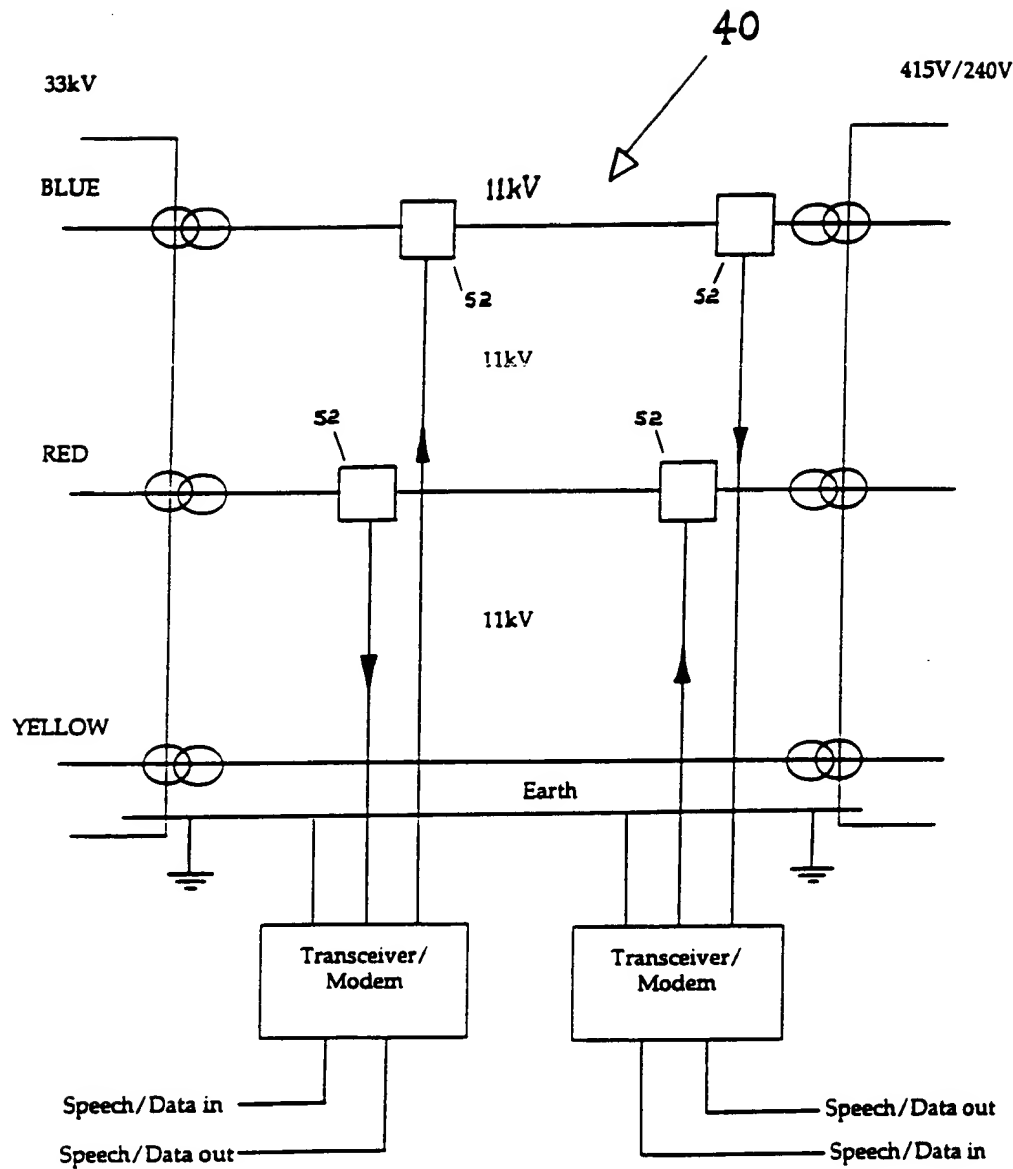 40
33kV
415V/240V
BLUE
11kV
52
52
11kV
52
52
RED
11kV
YELLOW
Earth
Transceiver/
Modem
Transceiver/
Modem
Speech/Data in
Speech/Data out
Speech/Data out
Speech/Data in